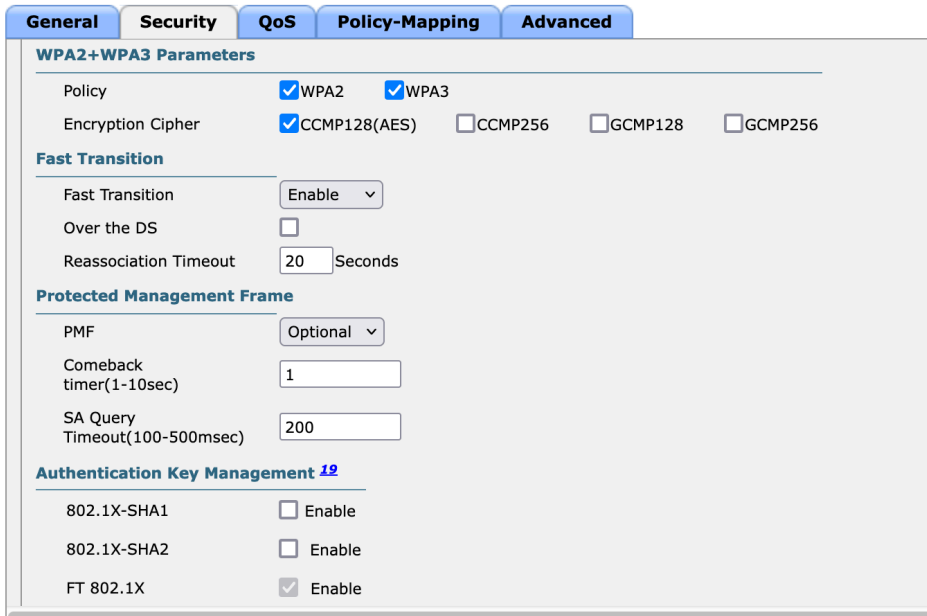 General Security QoS Policy-Mapping Advanced
WPA2+WPA3 Parameters
Policy WPA2 WPA3
Encryption Cipher CCMP128(AES) CCMP256 GCMP128 GCMP256
Fast Transition
Fast Transition Enable
Over the DS
Reassociation Timeout 20 Seconds
Protected Management Frame
PMF Optional
Comeback
timer(1-10sec) 1
SA Query
Timeout(100-500msec) 200
Authentication Key Management 19
802.1X-SHA1 Enable
802.1X-SHA2 Enable
FT 802.1X Enable